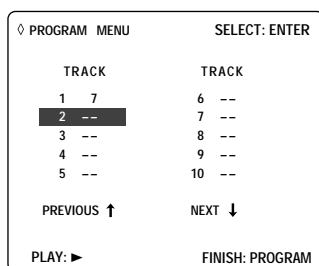 ◊ PROGRAM MENU SELECT: ENTER
TRACK TRACK
1 7 6 --
2 -- 7 --
3 -- 8 --
4 -- 9 --
5 -- 10 --
PREVIOUS ↑ NEXT ↓
PLAY: ► FINISH: PROGRAM